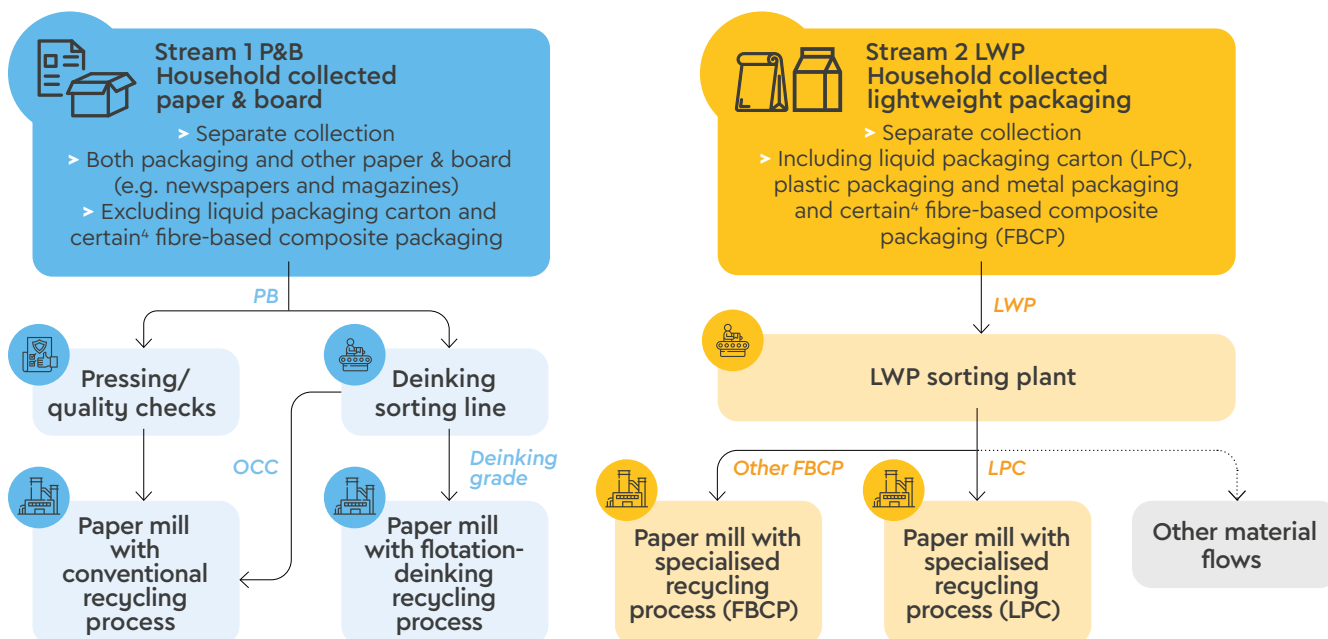 Stream 1 P&B
Household collected
paper & board
> Separate collection
> Both packaging and other paper & board
(e.g. newspapers and magazines)
> Excluding liquid packaging carton and
certain⁴ fibre-based composite packaging
PB
Pressing/
quality checks
Deinking
sorting line
OCC
Deinking
grade
Paper mill
with
conventional
recycling
process
Paper mill
with flotation-
deinking
recycling
process
Stream 2 LWP
Household collected
lightweight packaging
> Separate collection
> Including liquid packaging carton (LPC),
plastic packaging and metal packaging
and certain⁴ fibre-based composite
packaging (FBCP)
LWP
LWP sorting plant
Other FBCP
LPC
Paper mill with
specialised
recycling
process (FBCP)
Paper mill with
specialised
recycling
process (LPC)
Other material
flows